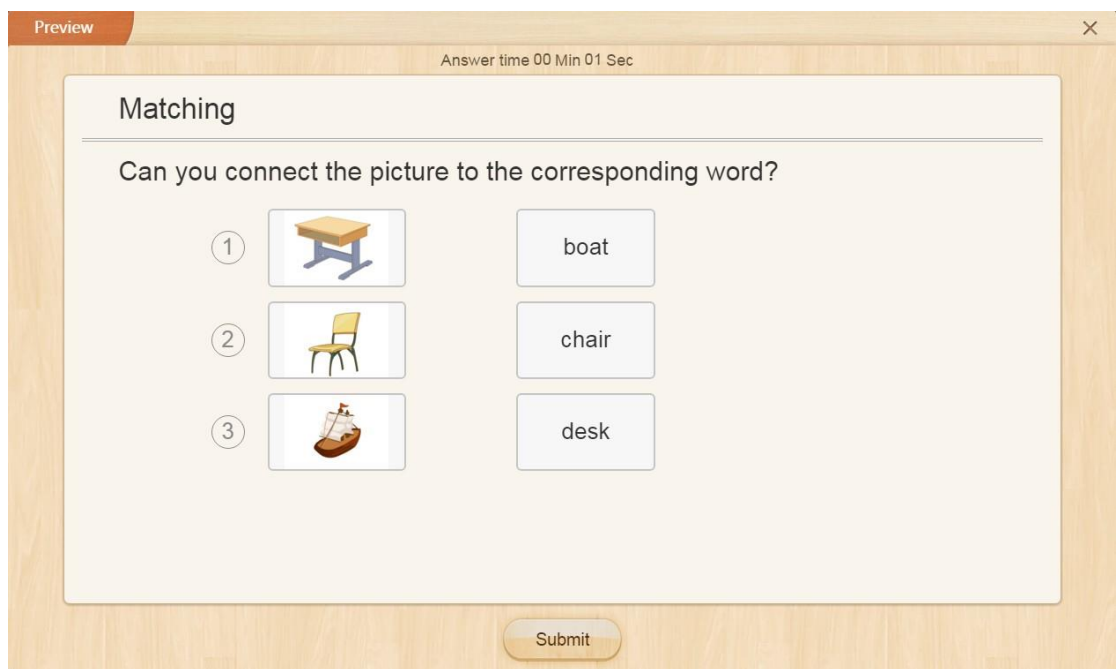 Preview
Answer time 00 Min 01 Sec
Matching
Can you connect the picture to the corresponding word?
1 boat
2 chair
3 desk
Submit